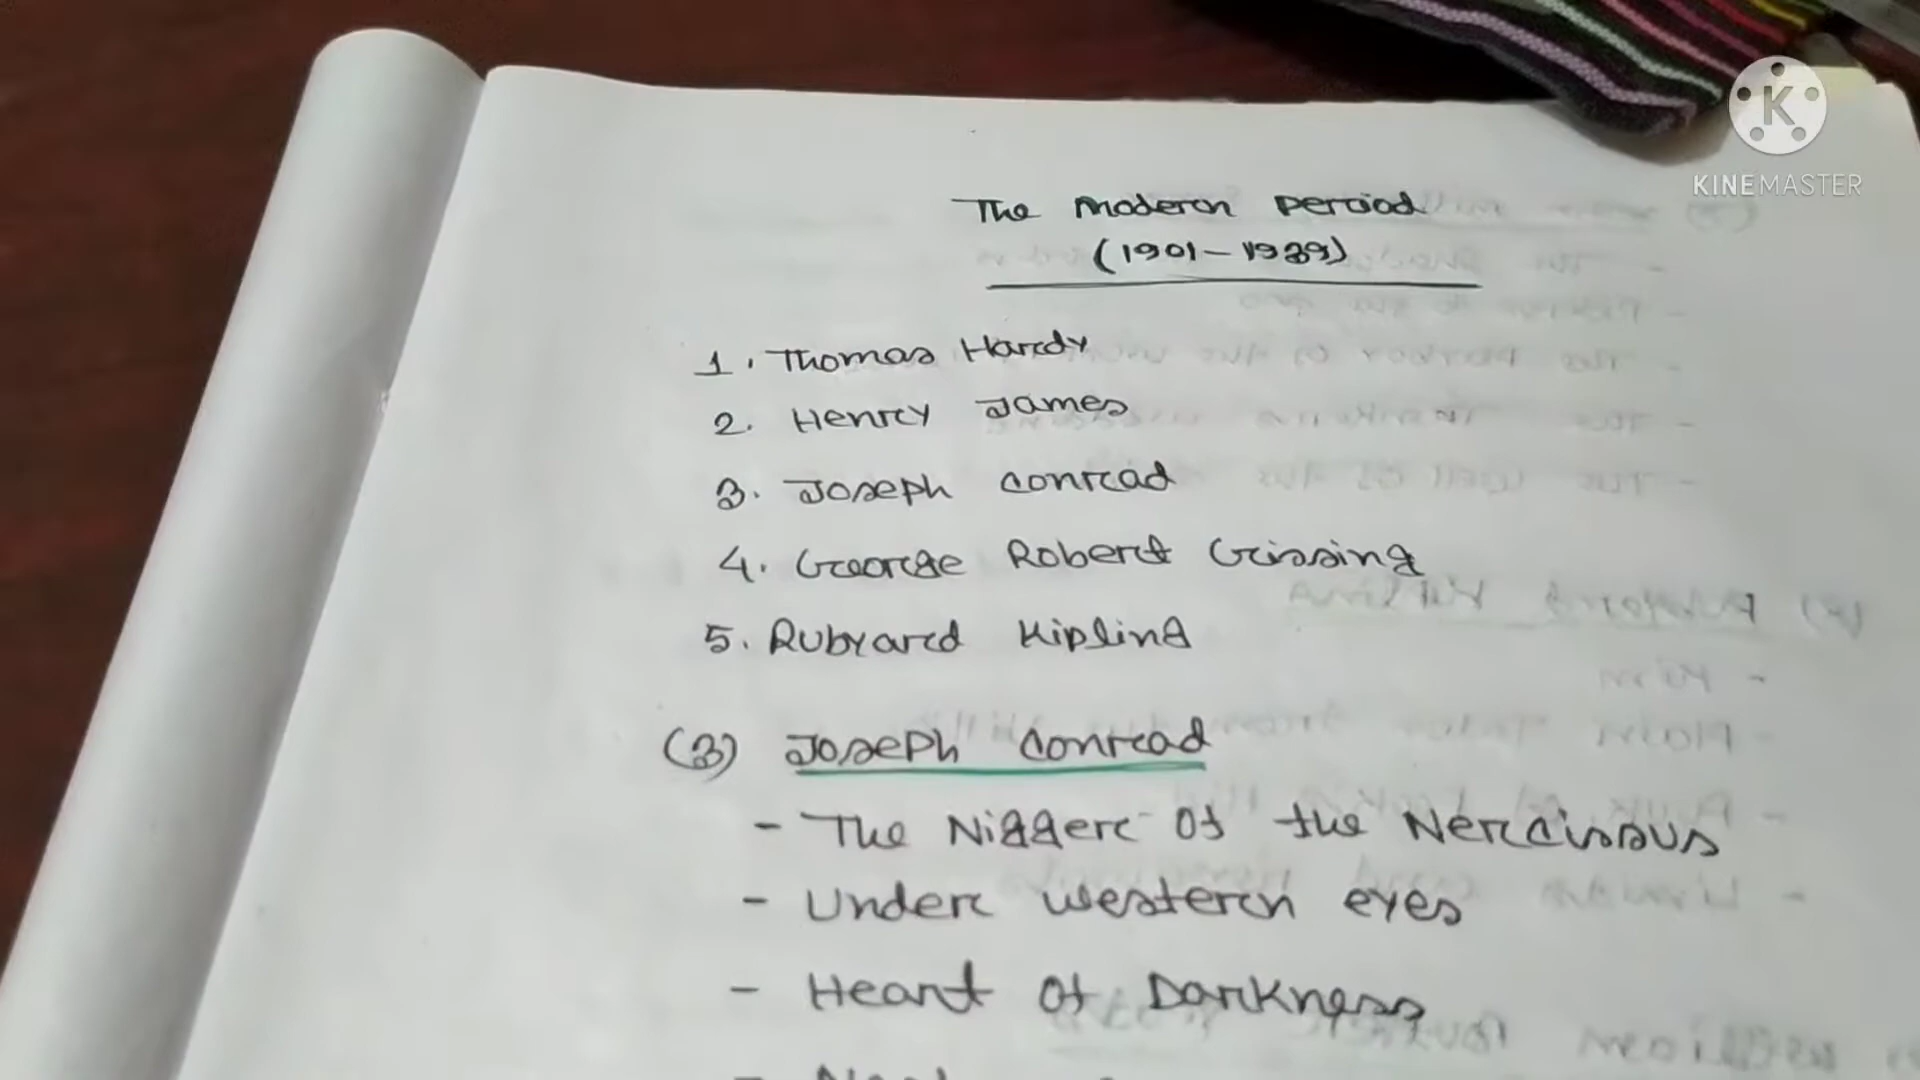 The Modern Period
(1901-1939)
1. Thomas Hardy
2. Henry James
3. Joseph Conrad
4. George Robert Gissing
5. Rubyard Kipling
(3) Joseph Conrad
- The Nigger Of the Nercissus
- Under western eyes
- Heart Of Darkness
KINEMASTER